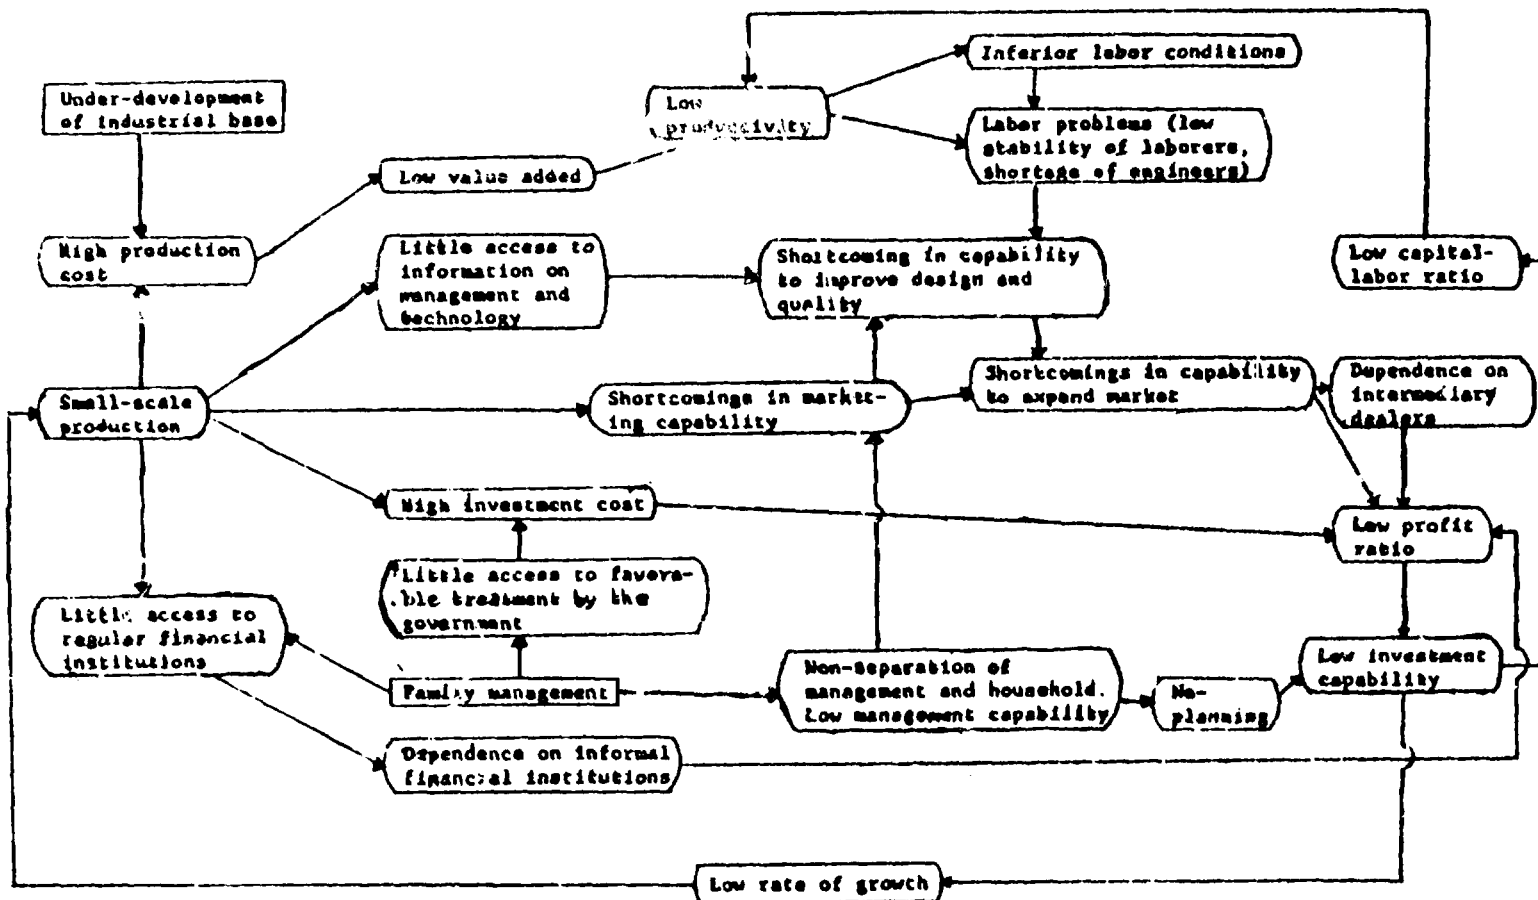 Inferior labor conditions
Under-development
of industrial base
Low
productivity
Labor problems (low
stability of laborers,
shortage of engineers)
Low value added
High production
cost
Little access to
information on
management and
technology
Shortcoming in capability
to improve design and
quality
Low capital-
labor ratio
Small-scale
production
Shortcomings in market-
ing capability
Shortcomings in capability
to expand market
Dependence on
intermediary
dealers
High investment cost
Low profit
ratio
Little access to favora-
ble treatment by the
government
Little access to
regular financial
institutions
Family management
Non-separation of
management and household.
Low management capability
No-
planning
Low investment
capability
Dependence on informal
financial institutions
Low rate of growth